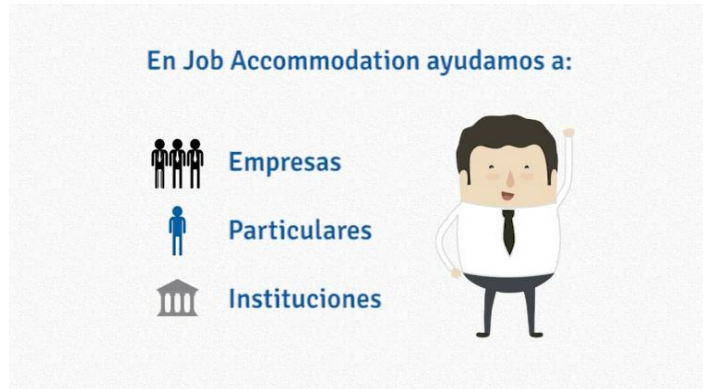 En Job Accommodation ayudamos a:
Empresas
Particulares
Instituciones